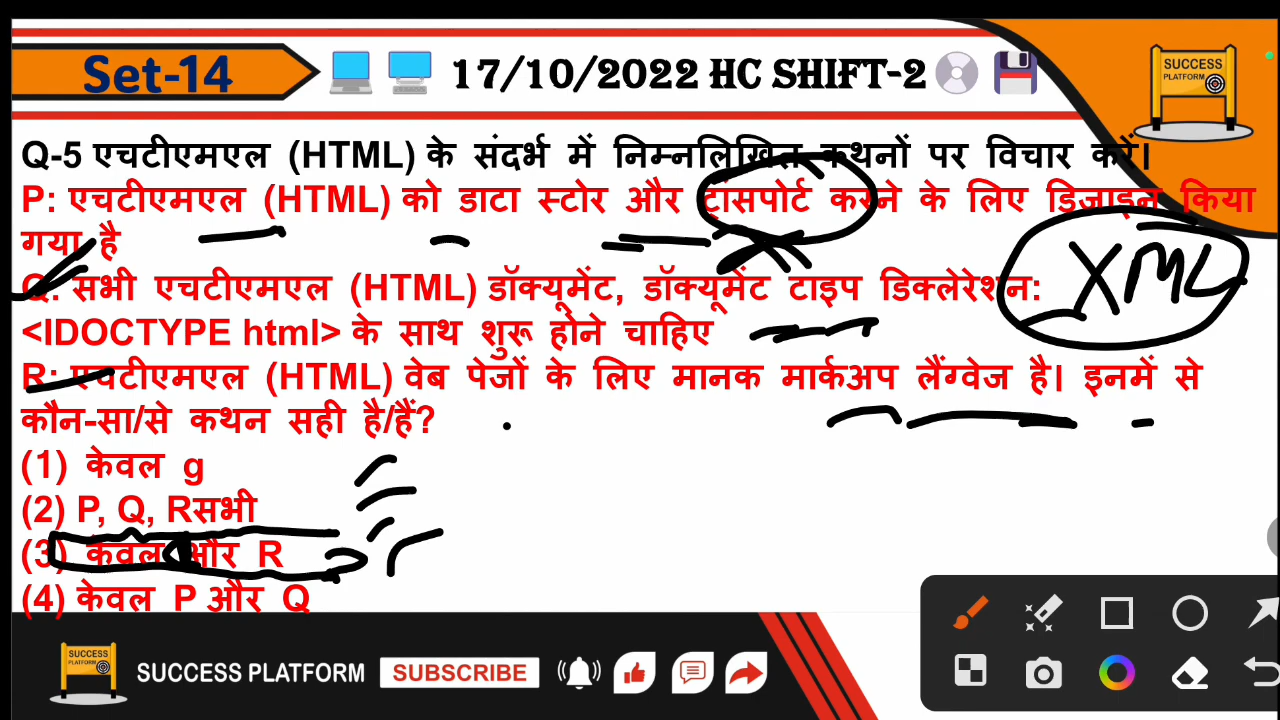 Set-14
17/10/2022 HC SHIFT-2
SUCCESS
PLATFORM
Q-5 एचटीएमएल (HTML) के संदर्भ में निम्नलिखित कथनों पर विचार करें।
P: एचटीएमएल (HTML) को डाटा स्टोर और ट्रांसपोर्ट करने के लिए डिज़ाइन किया
गया है
Q: सभी एचटीएमएल (HTML) डॉक्यूमेंट, डॉक्यूमेंट टाइप डिक्लेरेशन:
XML
<IDOCTYPE html> के साथ शुरू होने चाहिए
R: एचटीएमएल (HTML) वेब पेजों के लिए मानक मार्कअप लैंग्वेज है। इनमें से
कौन-सा/से कथन सही है/हैं?
(1) केवल g
(2) P, Q, Rसभी
(3) केवल और R
(4) केवल P और Q
SUCCESS
PLATFORM
SUCCESS PLATFORM
SUBSCRIBE